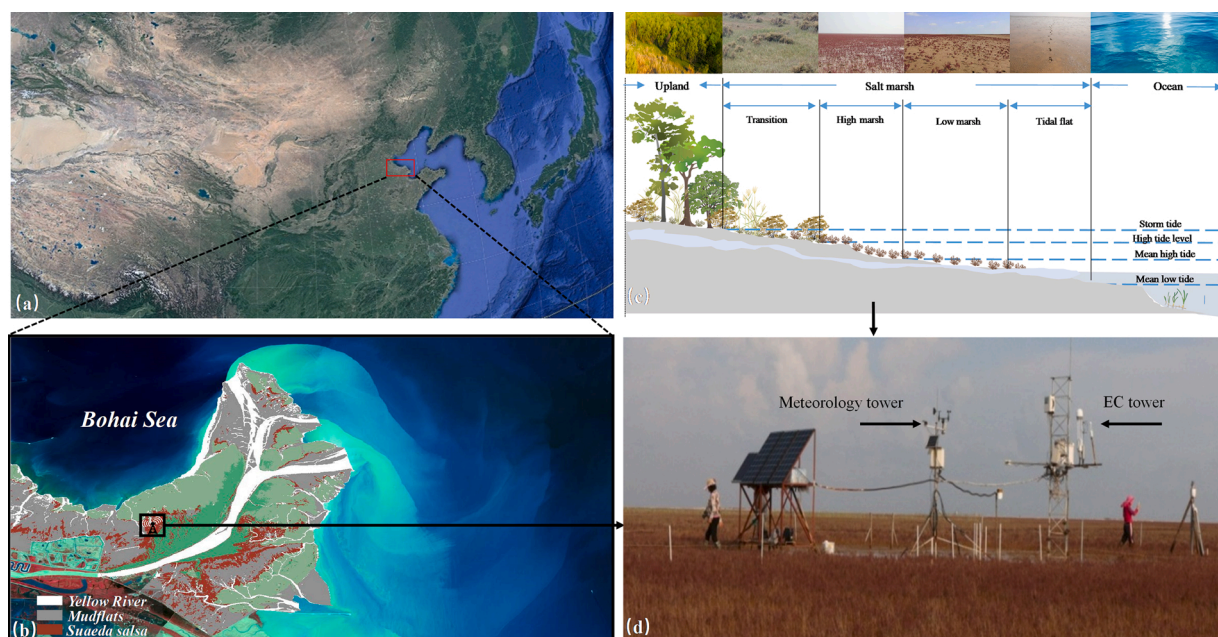 (a)
Upland
Salt marsh
Ocean
Transition
High marsh
Low marsh
Tidal flat
Storm tide
High tide level
Mean high tide
Mean low tide
(c)
Bohai Sea
Yellow River
Mudflats
Suaeda salsa
(b)
Meteorology tower
EC tower
(d)